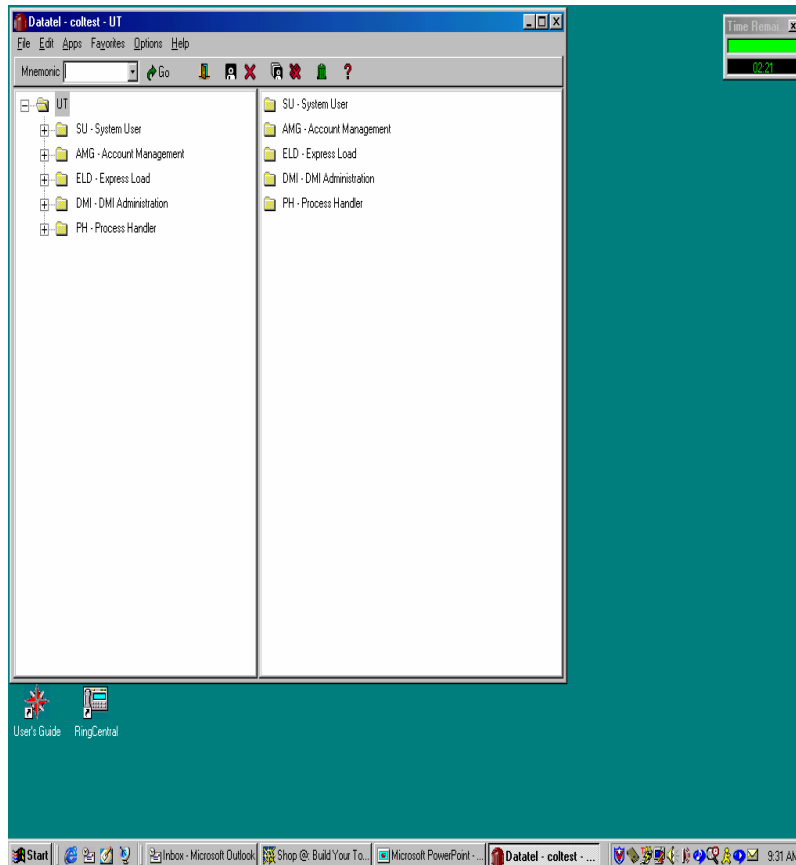 Datatel - coltest - UT
File Edit Apps Favorites Options Help
Mnemonic Go ?
UT
SU - System User
AMG - Account Management
ELD - Express Load
DMI - DMI Administration
PH - Process Handler
SU - System User
AMG - Account Management
ELD - Express Load
DMI - DMI Administration
PH - Process Handler
Time Remai...
02:21
User's Guide
RingCentral
Start
Inbox - Microsoft Outlook
Shop @: Build Your To...
Microsoft PowerPoint - ...
Datatel - coltest - ...
9:31 AM